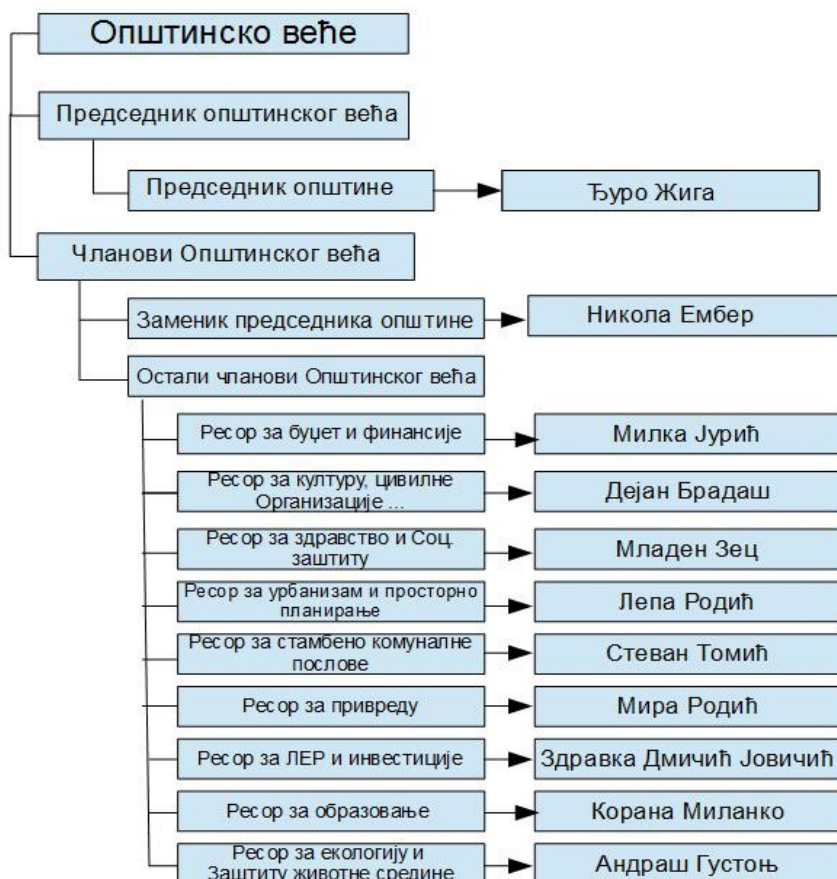 Општинско веће
Председник општинског већа
Председник општине
Ђуро Жига
Чланови Општинског већа
Заменик председника општине
Никола Ембер
Остали чланови Општинског већа
Ресор за буџет и финансије
Милка Јурић
Ресор за културу, цивилне
Организације ...
Дејан Брадаш
Ресор за здравство и Соц.
заштиту
Младен Зец
Ресор за урбанизам и просторно
планирање
Лепа Родић
Ресор за стамбено комуналне
послове
Стеван Томић
Ресор за привреду
Мира Родић
Ресор за ЛЕР и инвестиције
Здравка Дмичић Јовичић
Ресор за образовање
Корана Миланко
Ресор за екологију и
Заштиту животне средине
Андраш Густоњ